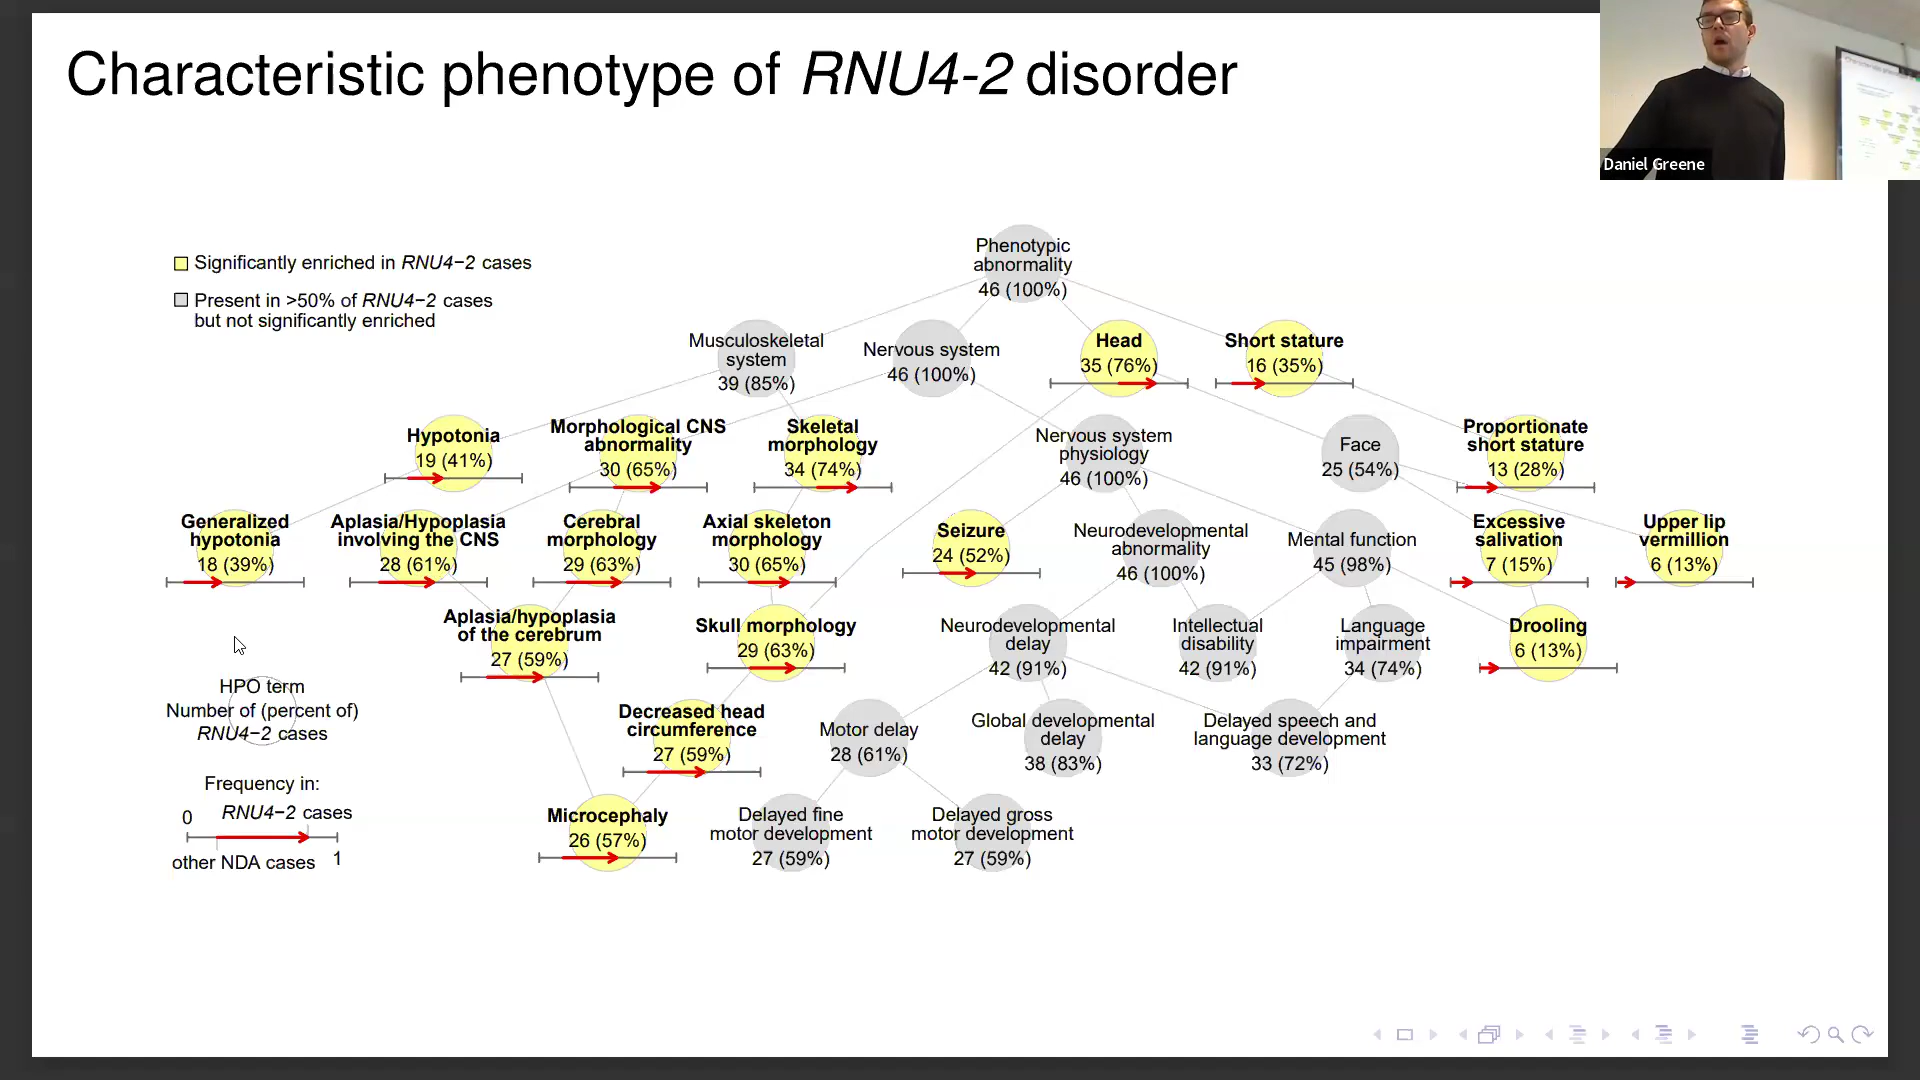 Characteristic phenotype of RNU4-2 disorder
Daniel Greene
Significantly enriched in RNU4−2 cases
Present in >50% of RNU4−2 cases
but not significantly enriched
Phenotypic
abnormality
46 (100%)
Musculoskeletal
system
39 (85%)
Nervous system
46 (100%)
Head
35 (76%)
Short stature
16 (35%)
Hypotonia
19 (41%)
Morphological CNS
abnormality
30 (65%)
Skeletal
morphology
34 (74%)
Nervous system
physiology
46 (100%)
Face
25 (54%)
Proportionate
short stature
13 (28%)
Generalized
hypotonia
18 (39%)
Aplasia/Hypoplasia
involving the CNS
28 (61%)
Cerebral
morphology
29 (63%)
Axial skeleton
morphology
30 (65%)
Seizure
24 (52%)
Neurodevelopmental
abnormality
46 (100%)
Mental function
45 (98%)
Excessive
salivation
7 (15%)
Upper lip
vermillion
6 (13%)
Aplasia/hypoplasia
of the cerebrum
27 (59%)
Skull morphology
29 (63%)
Neurodevelopmental
delay
42 (91%)
Intellectual
disability
42 (91%)
Language
impairment
34 (74%)
Drooling
6 (13%)
HPO term
Number of (percent of)
RNU4−2 cases
Decreased head
circumference
27 (59%)
Motor delay
28 (61%)
Global developmental
delay
38 (83%)
Delayed speech and
language development
33 (72%)
Frequency in:
0 RNU4−2 cases
other NDA cases 1
Microcephaly
26 (57%)
Delayed fine
motor development
27 (59%)
Delayed gross
motor development
27 (59%)